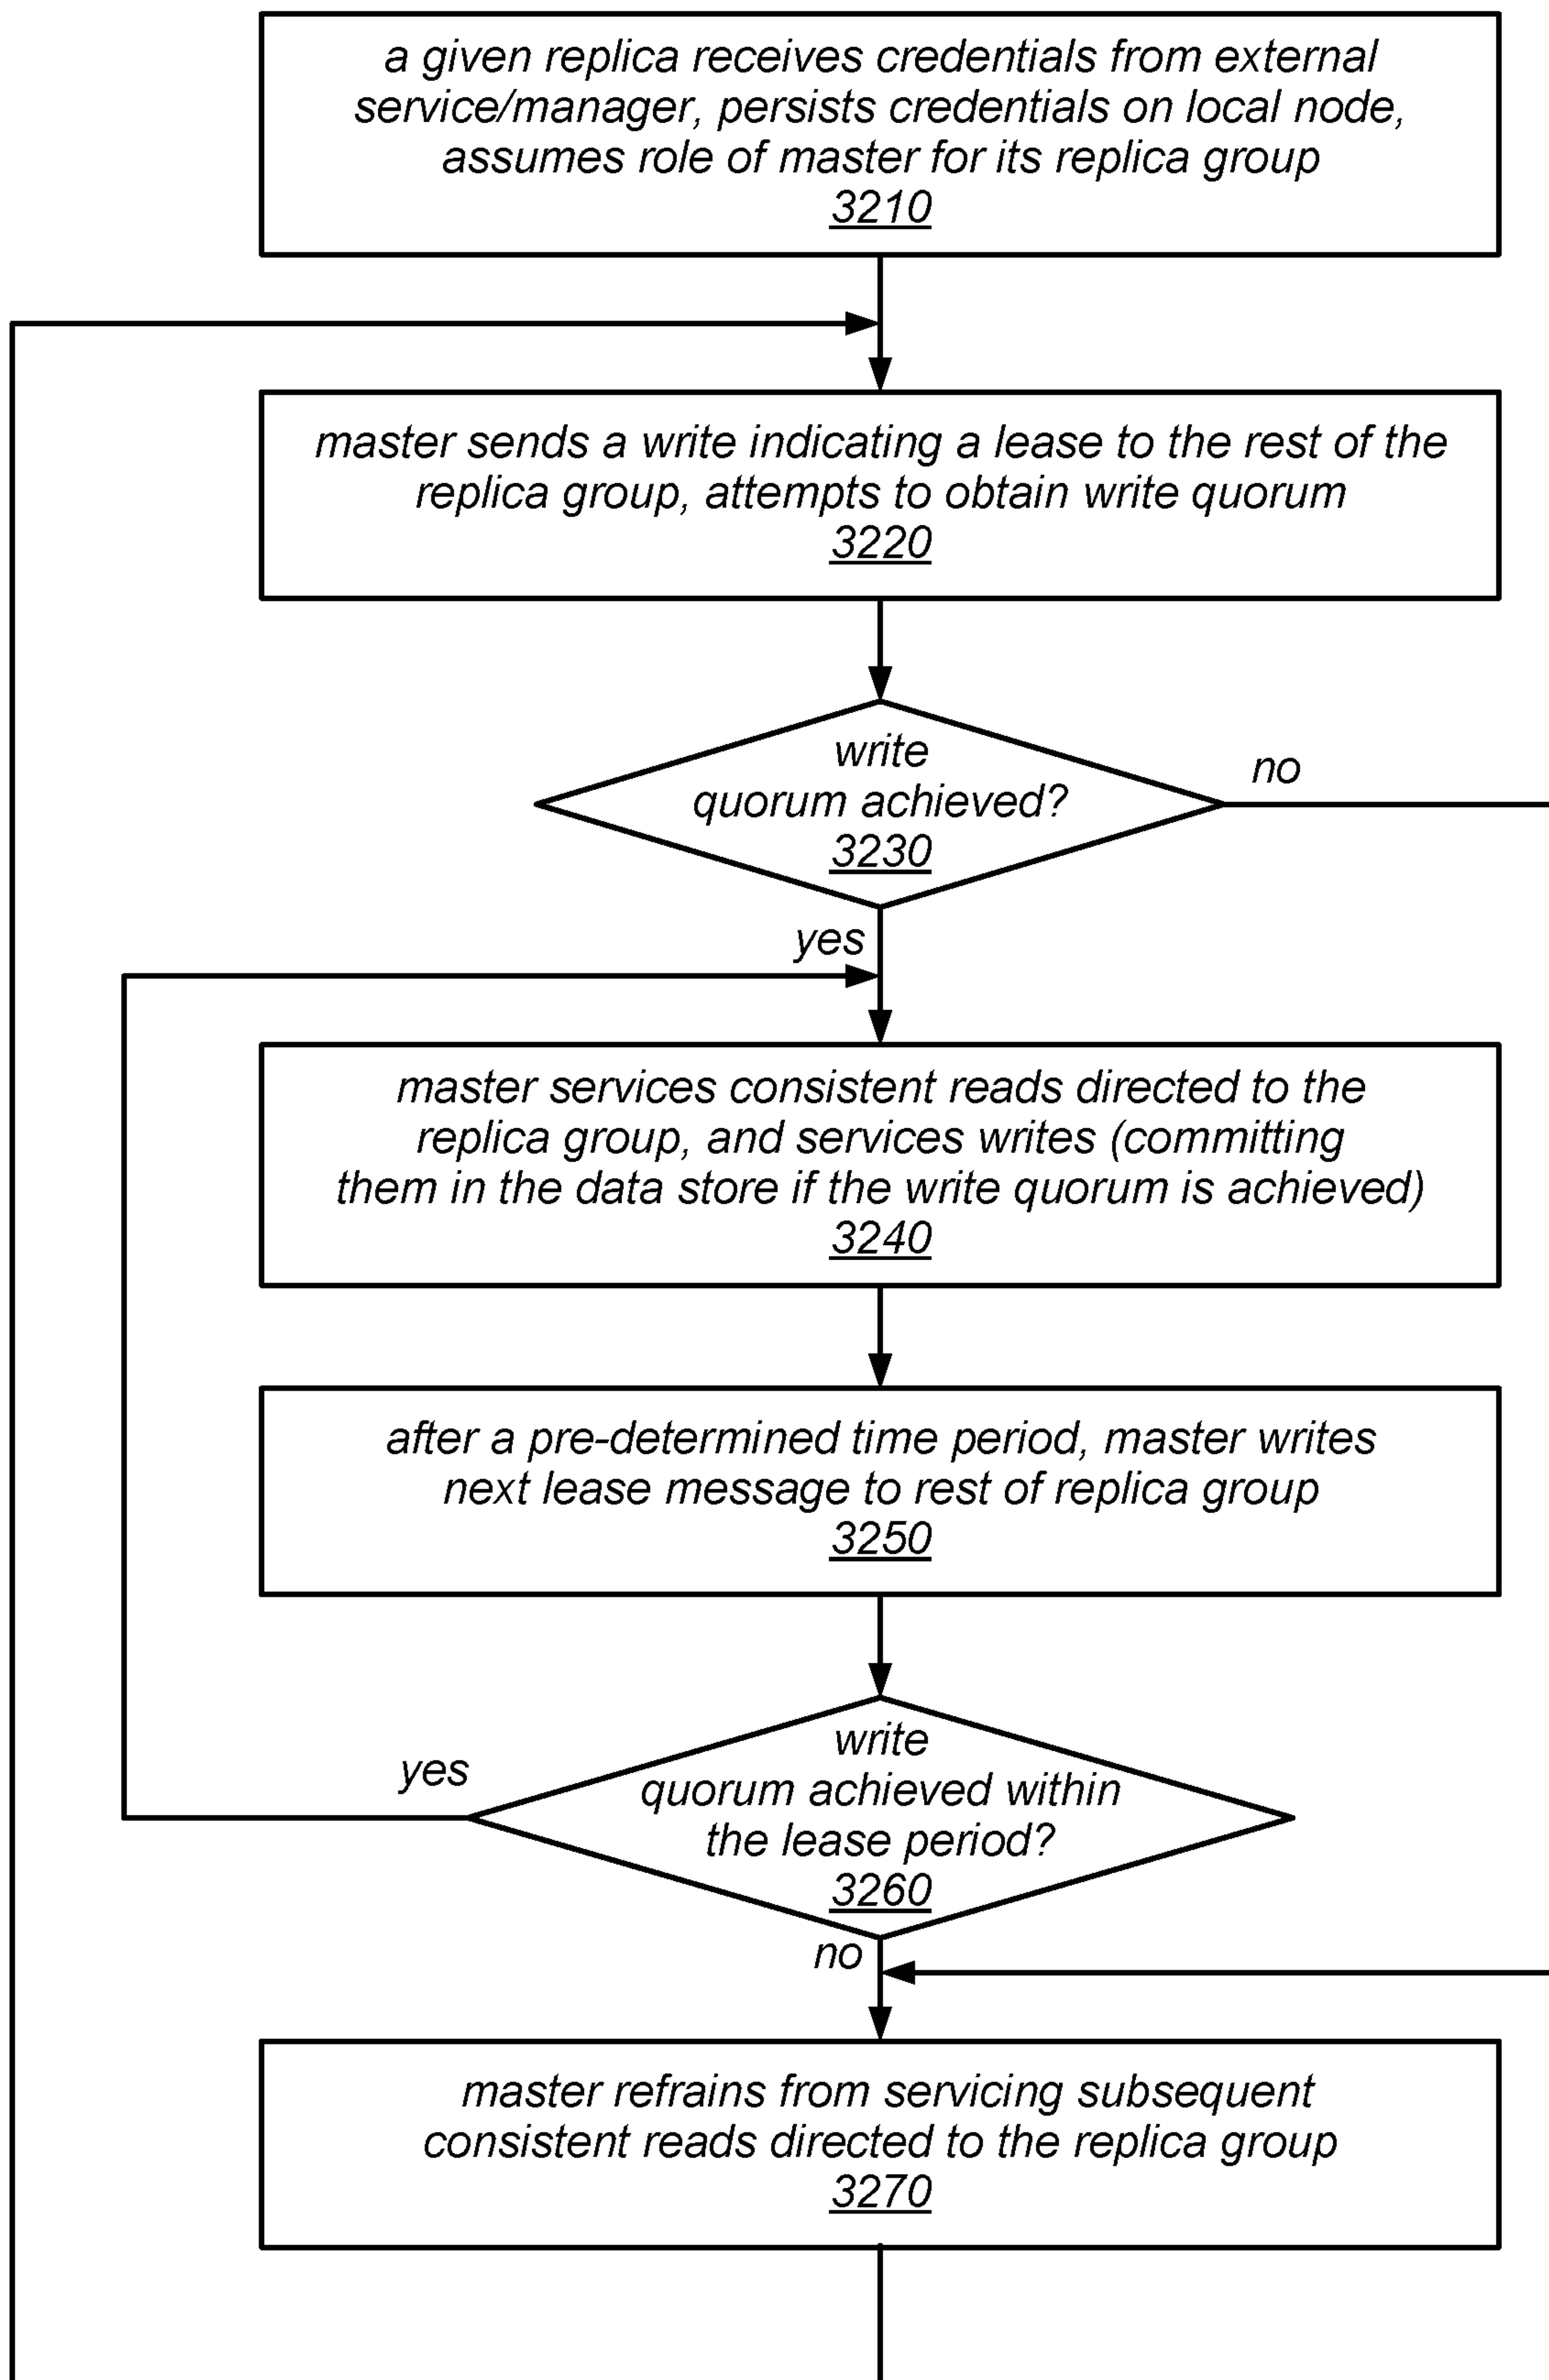 a given replica receives credentials from external
service/manager, persists credentials on local node,
assumes role of master for its replica group
3210
master sends a write indicating a lease to the rest of the
replica group, attempts to obtain write quorum
3220
write
quorum achieved?
3230
no
yes
master services consistent reads directed to the
replica group, and services writes (committing
them in the data store if the write quorum is achieved)
3240
after a pre-determined time period, master writes
next lease message to rest of replica group
3250
write
quorum achieved within
the lease period?
3260
yes
no
master refrains from servicing subsequent
consistent reads directed to the replica group
3270